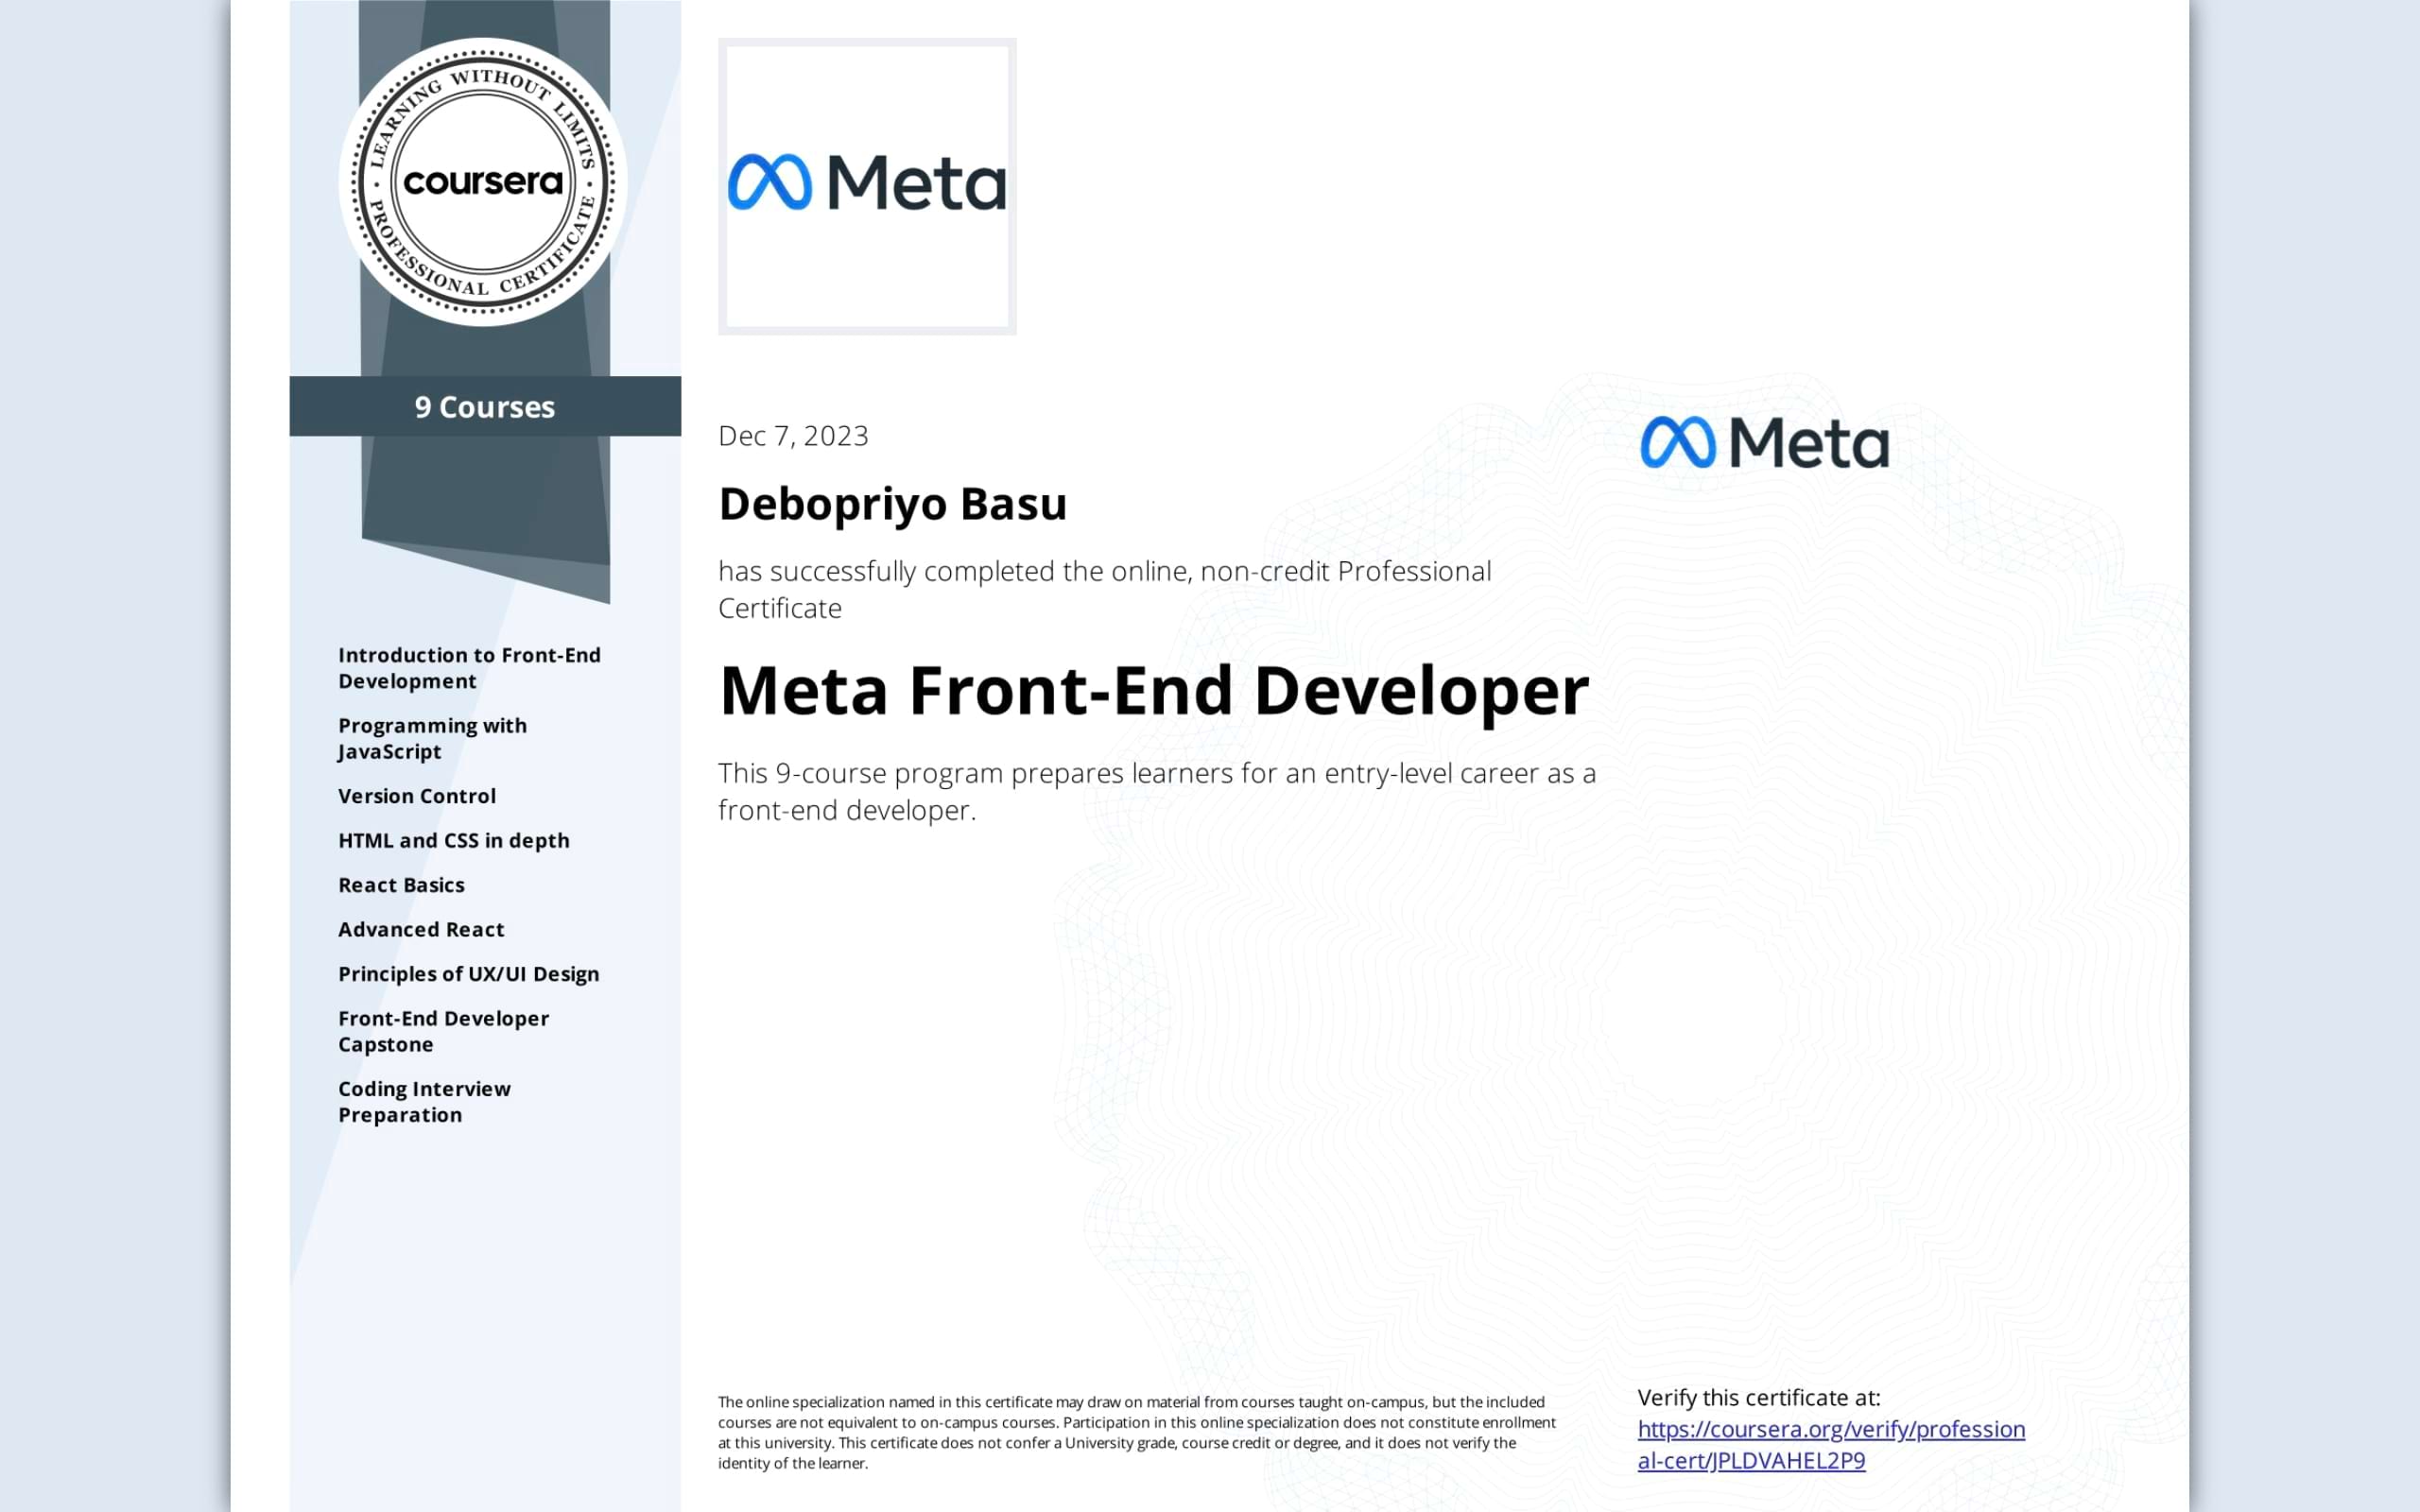 LEARNING WITHOUT LIMITS
coursera
PROFESSIONAL CERTIFICATE
9 Courses
Introduction to Front-End
Development
Programming with
JavaScript
Version Control
HTML and CSS in depth
React Basics
Advanced React
Principles of UX/UI Design
Front-End Developer
Capstone
Coding Interview
Preparation
Meta
Dec 7, 2023
Debopriyo Basu
has successfully completed the online, non-credit Professional
Certificate
Meta Front-End Developer
This 9-course program prepares learners for an entry-level career as a
front-end developer.
Meta
The online specialization named in this certificate may draw on material from courses taught on-campus, but the included
courses are not equivalent to on-campus courses. Participation in this online specialization does not constitute enrollment
at this university. This certificate does not confer a University grade, course credit or degree, and it does not verify the
identity of the learner.
Verify this certificate at:
https://coursera.org/verify/profession
al-cert/JPLDVAHEL2P9